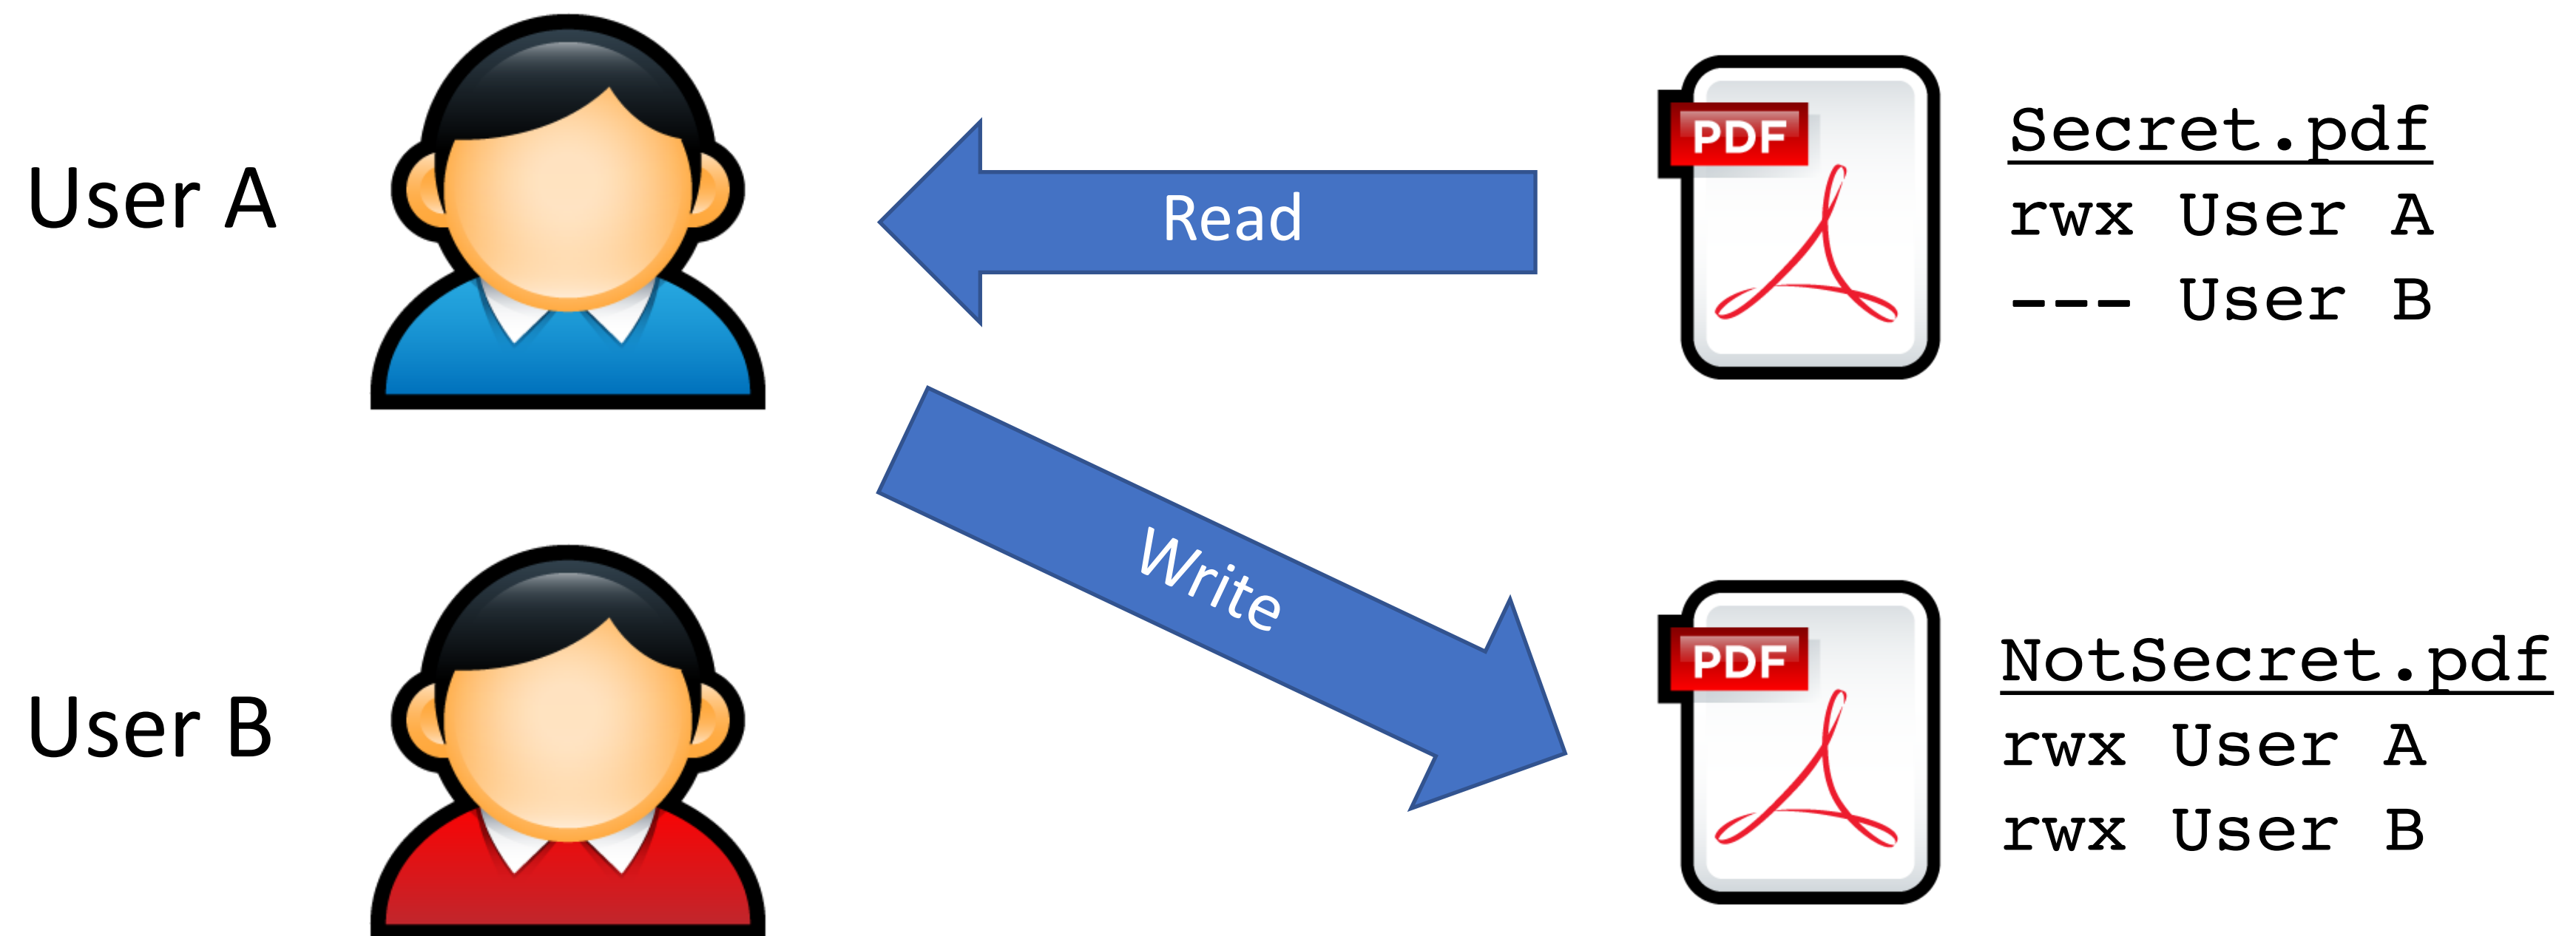 User A
Read
PDF
Secret.pdf
rwx User A
--- User B
Write
User B
PDF
NotSecret.pdf
rwx User A
rwx User B